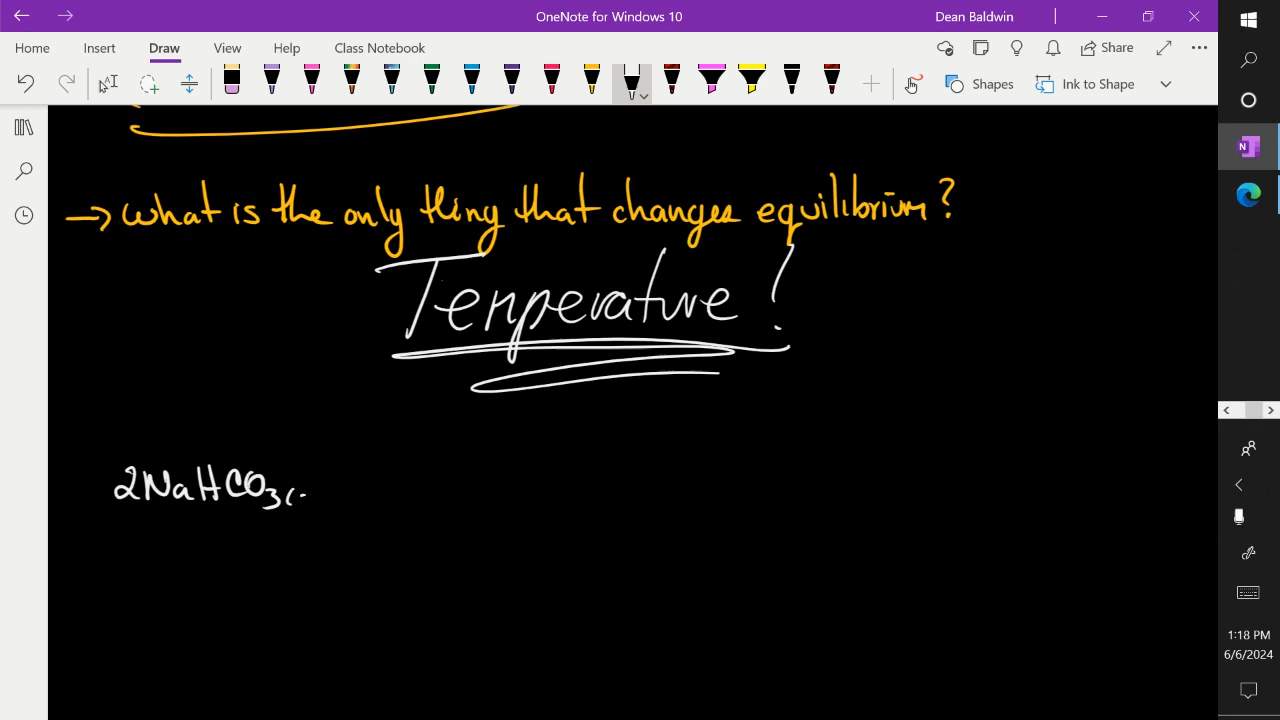 OneNote for Windows 10
Dean Baldwin
Home Insert Draw View Help Class Notebook
Share
Shapes
Ink to Shape
→ What is the only thing that changes equilibrium?
Temperature!
2NaHCO₃(
1:18 PM
6/6/2024